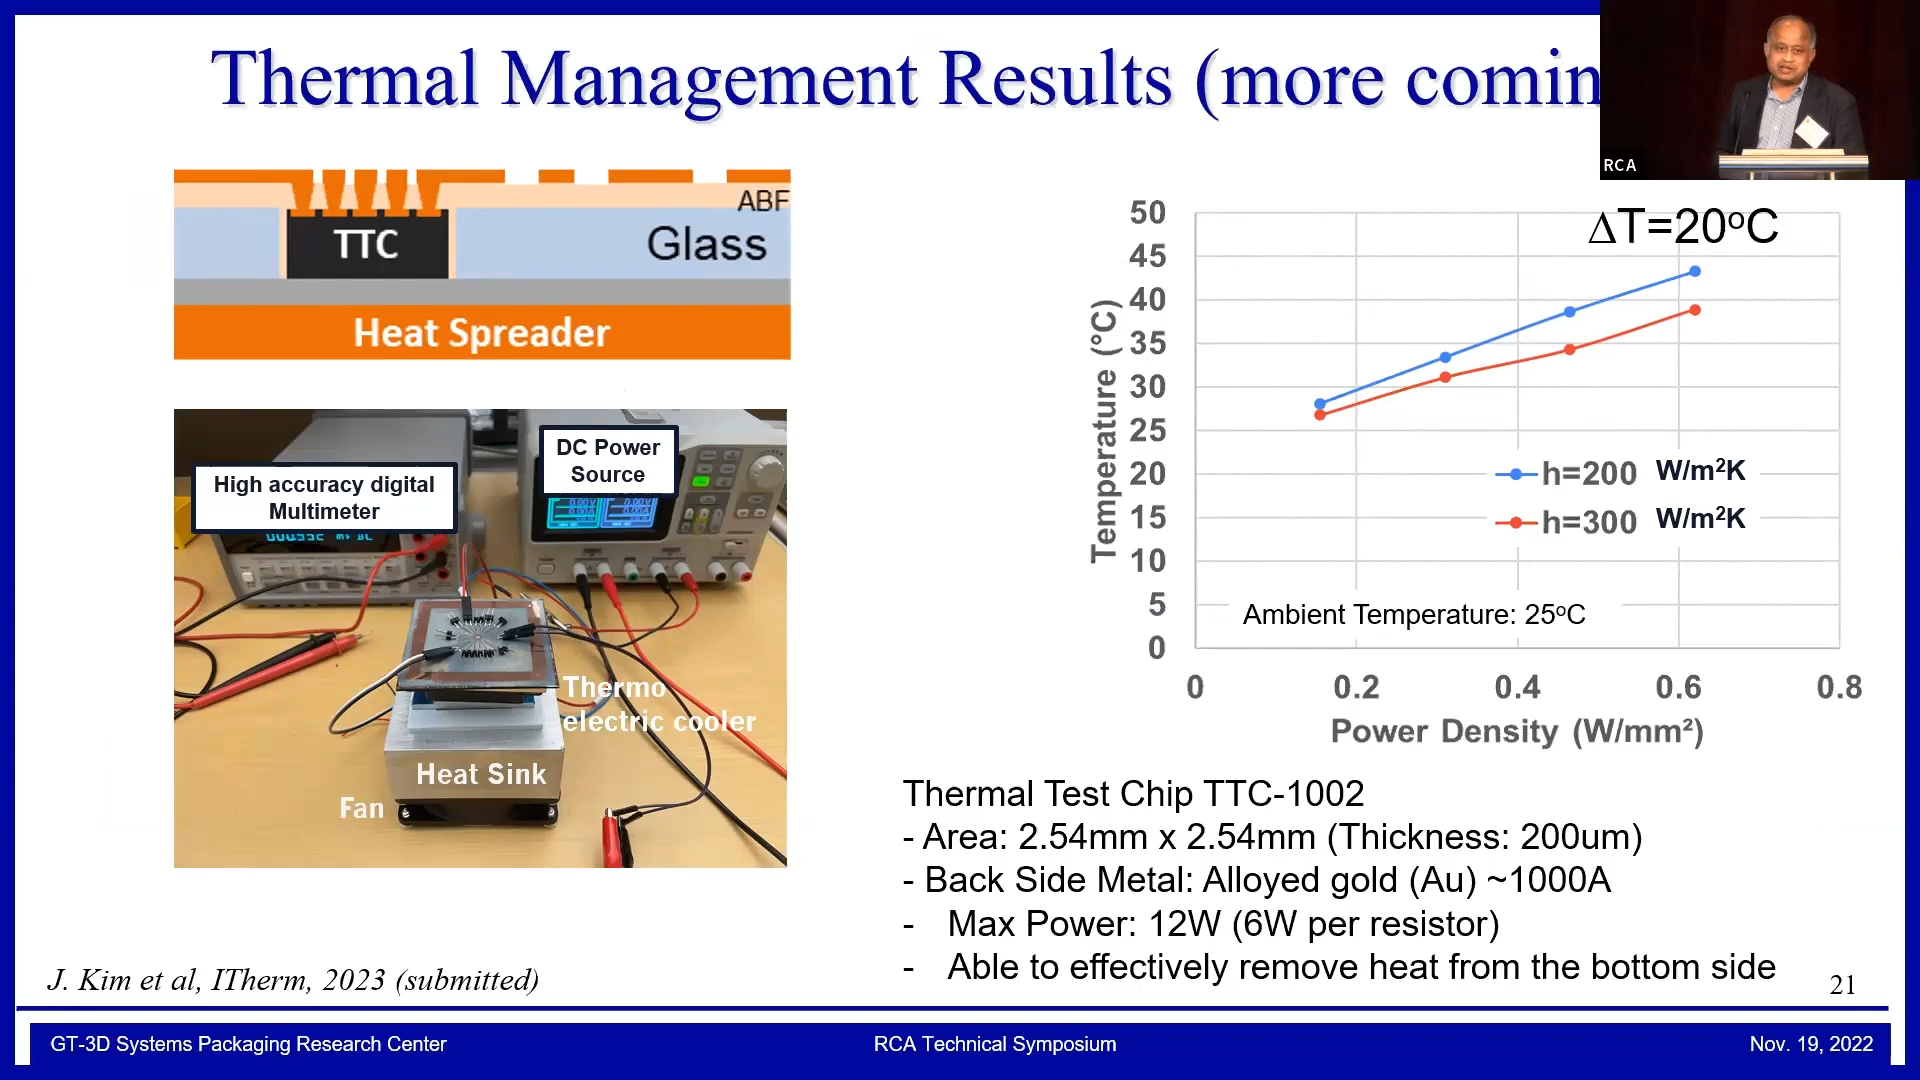 Thermal Management Results (more comin
RCA
ABF
TTC
Glass
Heat Spreader
High accuracy digital
Multimeter
DC Power
Source
Thermo
electric cooler
Heat Sink
Fan
ΔT=20°C
50
45
40
35
30
25
20
15
10
5
0
Temperature (°C)
h=200 W/m²K
h=300 W/m²K
Ambient Temperature: 25°C
0 0.2 0.4 0.6 0.8
Power Density (W/mm²)
Thermal Test Chip TTC-1002
- Area: 2.54mm x 2.54mm (Thickness: 200um)
- Back Side Metal: Alloyed gold (Au) ~1000A
- Max Power: 12W (6W per resistor)
- Able to effectively remove heat from the bottom side
J. Kim et al, ITherm, 2023 (submitted)
21
GT-3D Systems Packaging Research Center
RCA Technical Symposium
Nov. 19, 2022